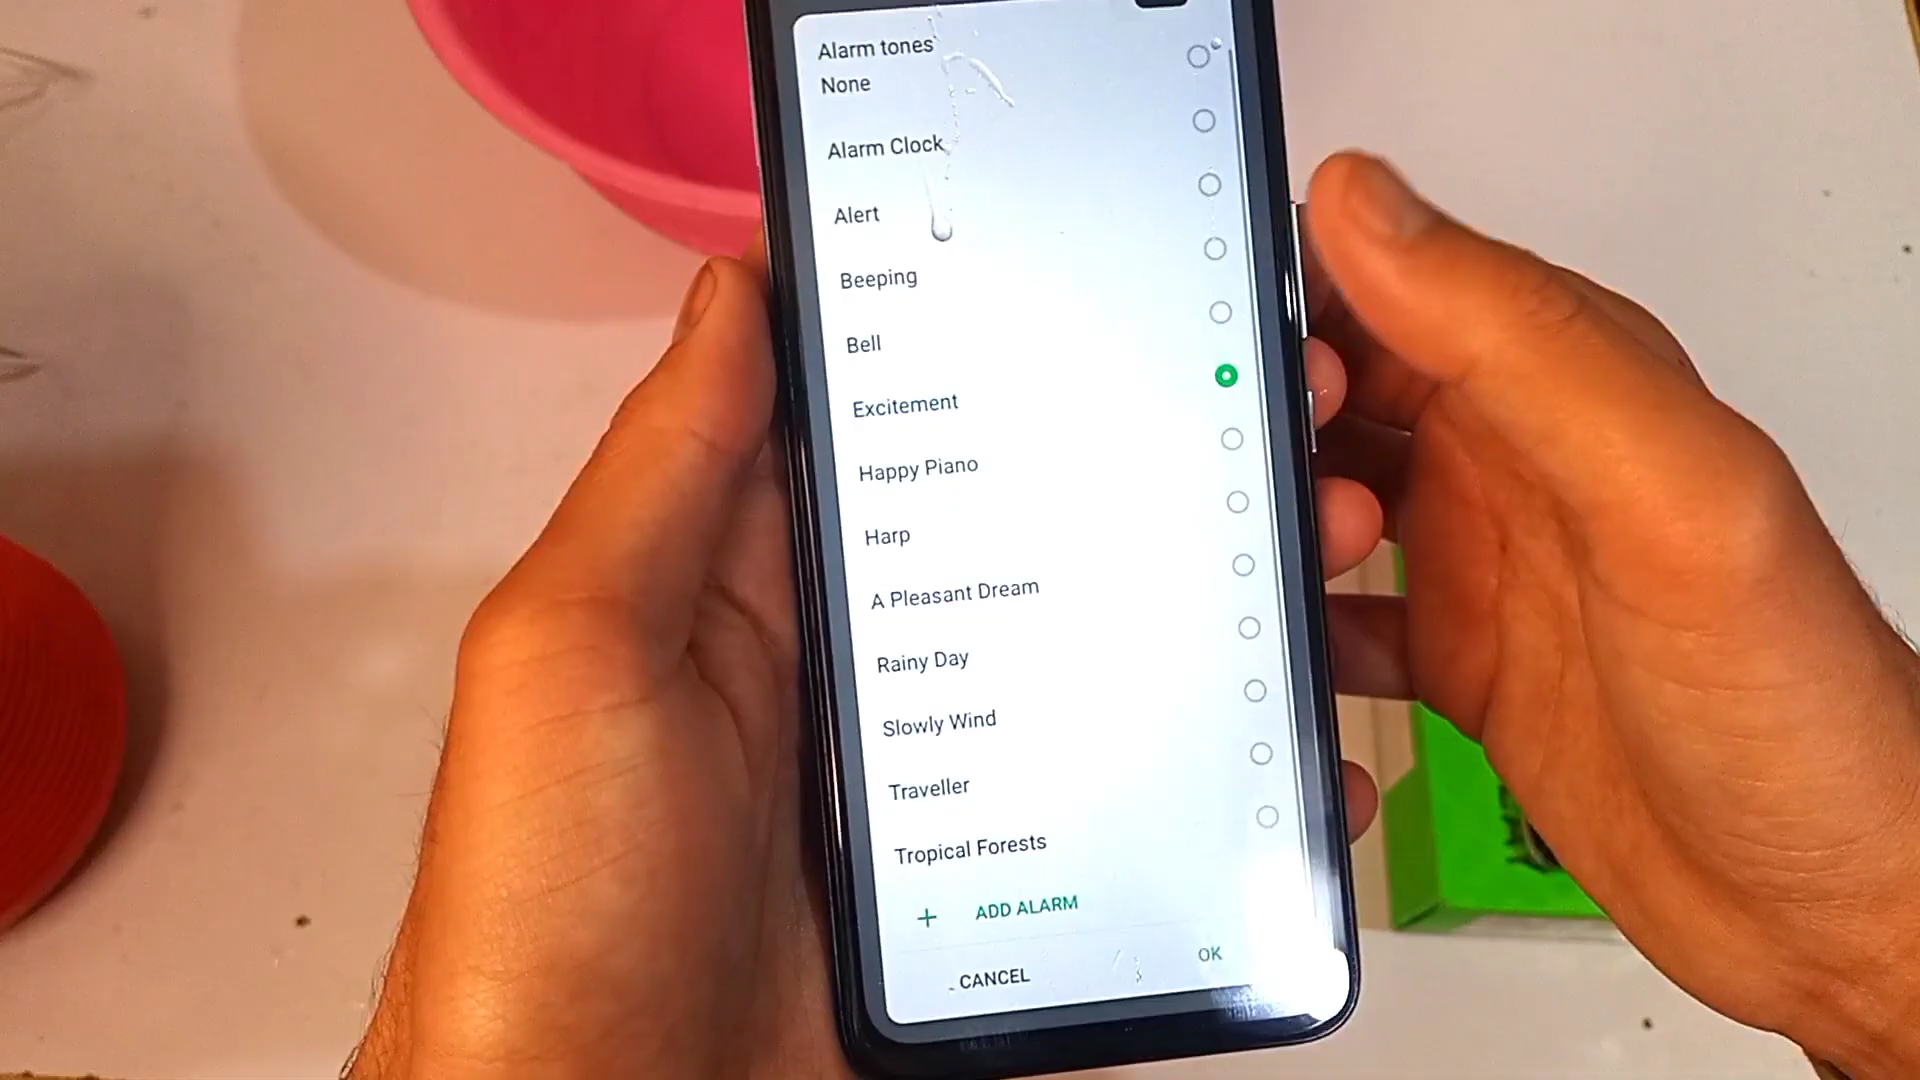 Alarm tones
None
Alarm Clock
Alert
Beeping
Bell
Excitement
Happy Piano
Harp
A Pleasant Dream
Rainy Day
Slowly Wind
Traveller
Tropical Forests
+ ADD ALARM
CANCEL OK